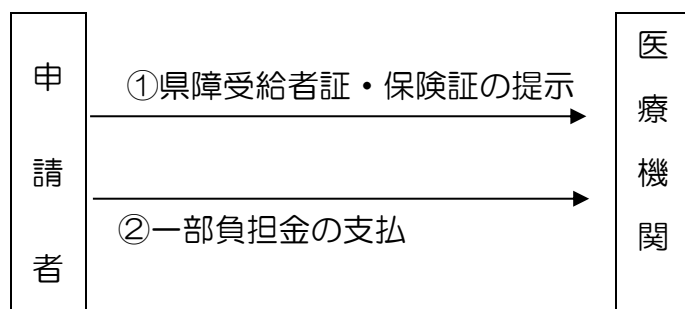 申請者
①県障受給者証・保険証の提示
②一部負担金の支払
医療機関